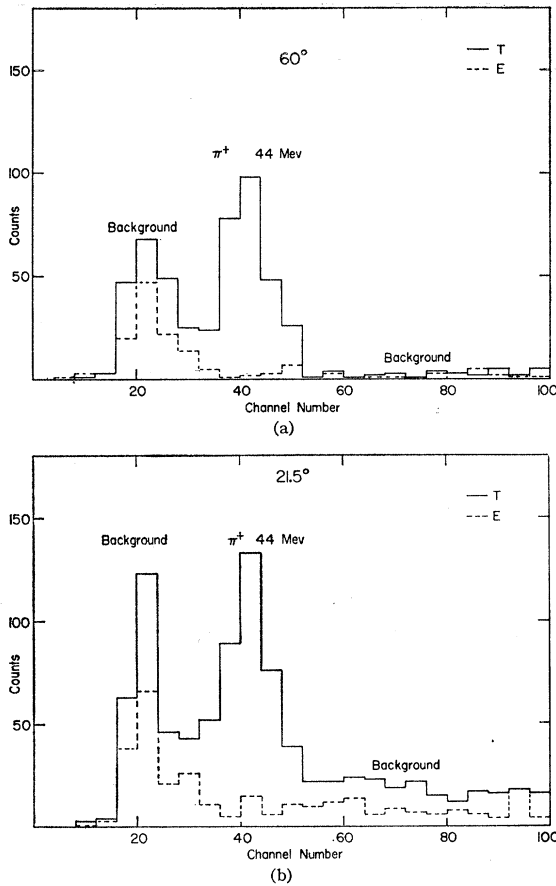 60°
T
E
π⁺ 44 Mev
Background
Background
150
100
50
Counts
20 40 60 80 100
Channel Number
(a)
21.5°
T
E
Background
π⁺ 44 Mev
Background
150
100
50
Counts
20 40 .60 80 100
Channel Number
(b)